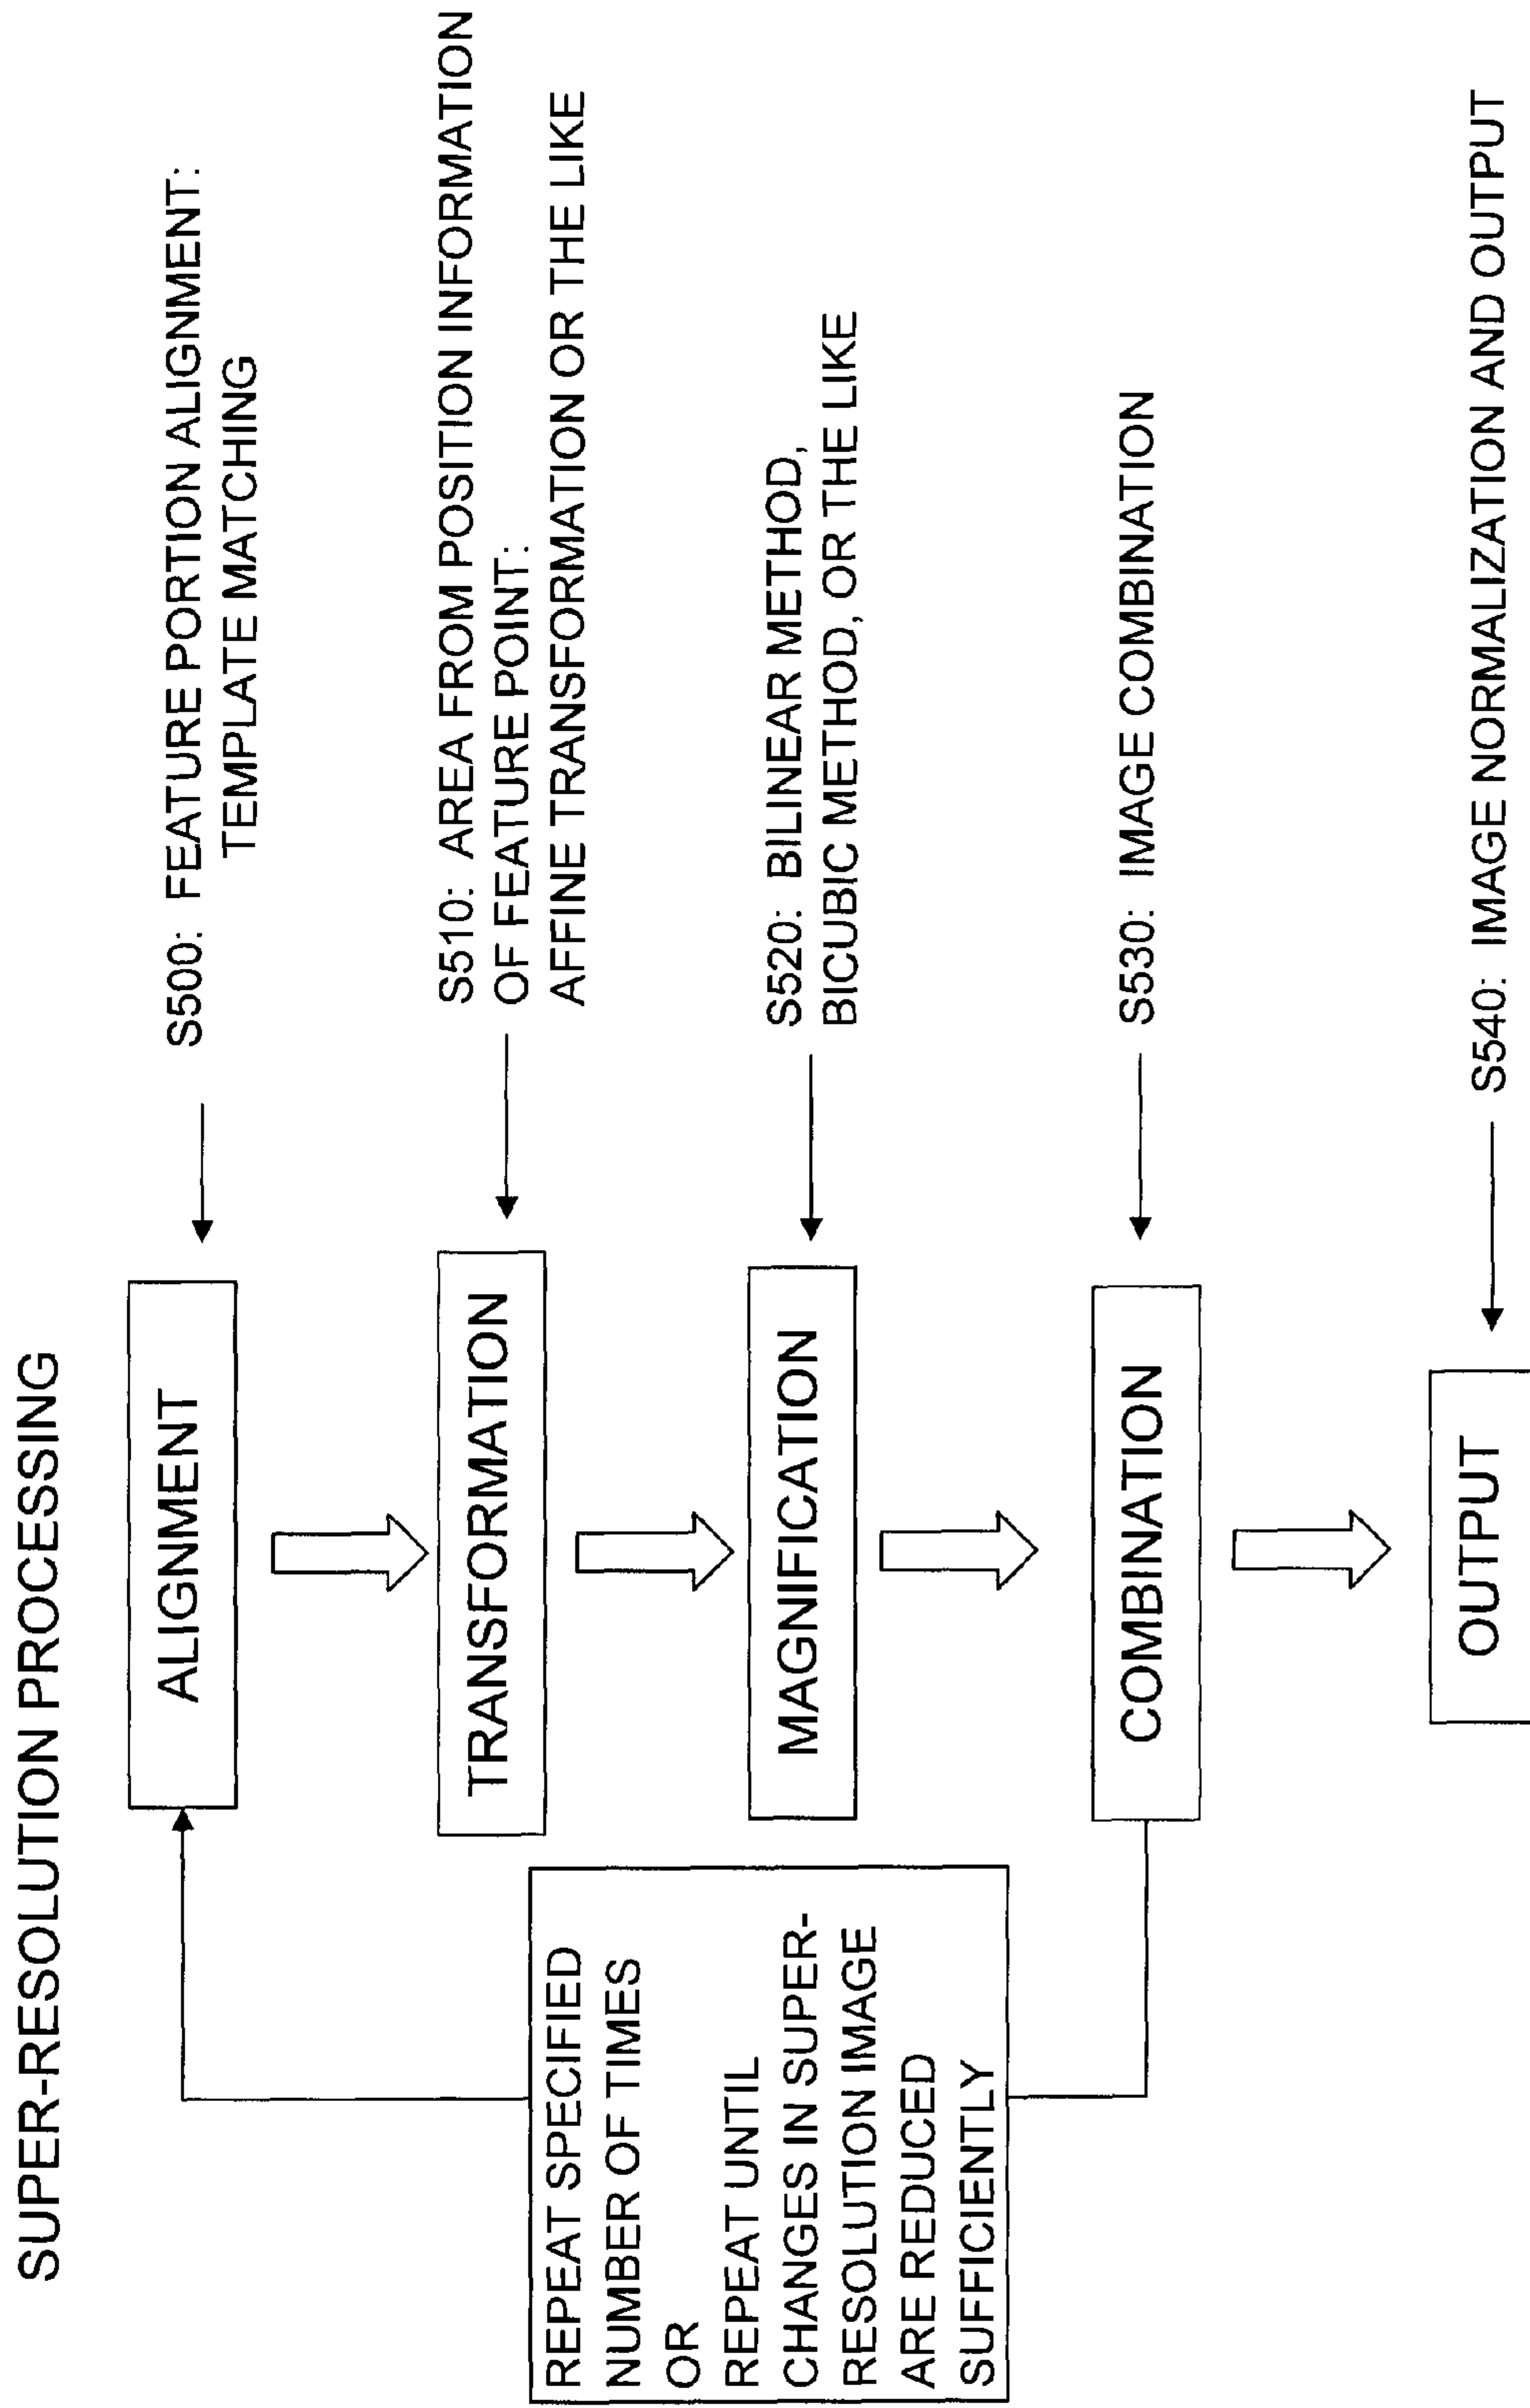 SUPER-RESOLUTION PROCESSING
ALIGNMENT
S500: FEATURE PORTION ALIGNMENT:
TEMPLATE MATCHING
TRANSFORMATION
S510: AREA FROM POSITION INFORMATION
OF FEATURE POINT:
AFFINE TRANSFORMATION OR THE LIKE
REPEAT SPECIFIED
NUMBER OF TIMES
OR
REPEAT UNTIL
CHANGES IN SUPER-
RESOLUTION IMAGE
ARE REDUCED
SUFFICIENTLY
MAGNIFICATION
S520: BILINEAR METHOD,
BICUBIC METHOD, OR THE LIKE
COMBINATION
S530: IMAGE COMBINATION
OUTPUT
S540: IMAGE NORMALIZATION AND OUTPUT